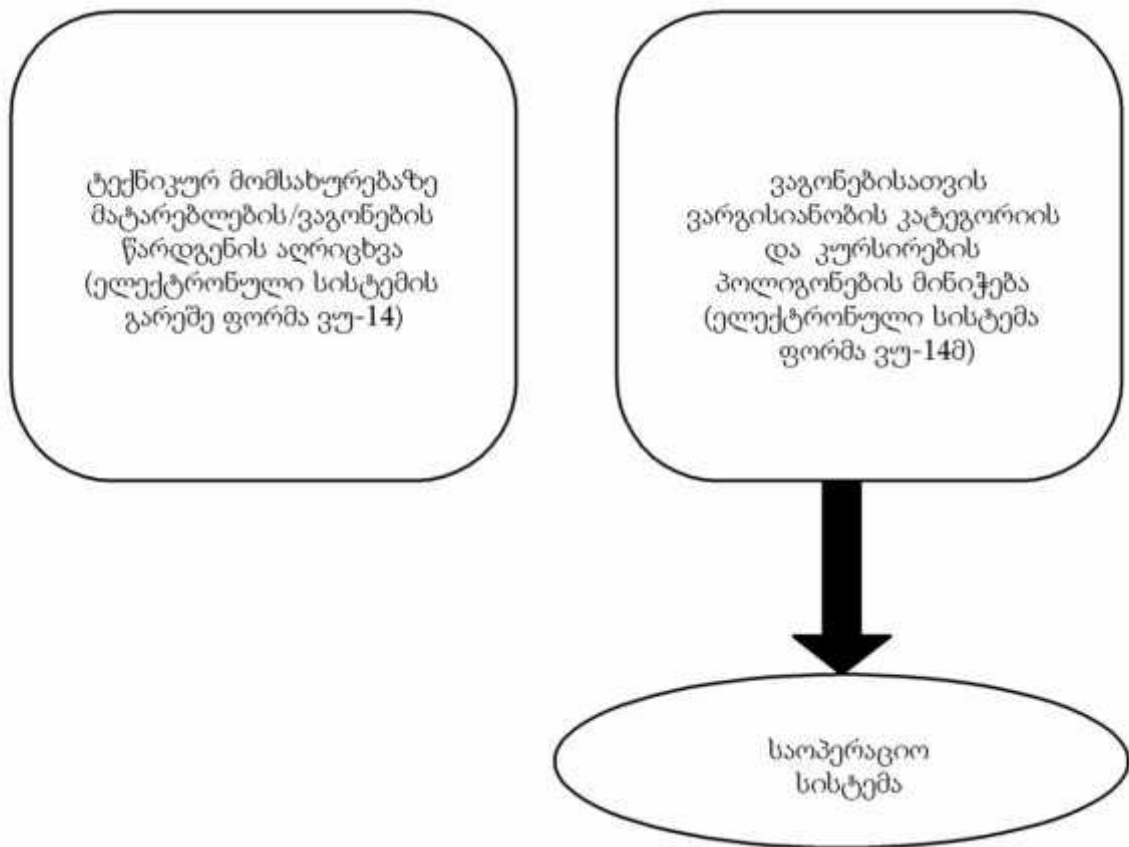 ტექნიკურ მომსახურებაზე
მატარებლების/ვაგონების
წარდგენის აღრიცხვა
(ელექტრონული სისტემის
გარეშე ფორმა ვუ-14)
ვაგონებისათვის
ვარგისიანობის კატეგორიის
და კურსირების
პოლიგონების მინიჭება
(ელექტრონული სისტემა
ფორმა ვუ-14მ)
საოპერაციო
სისტემა